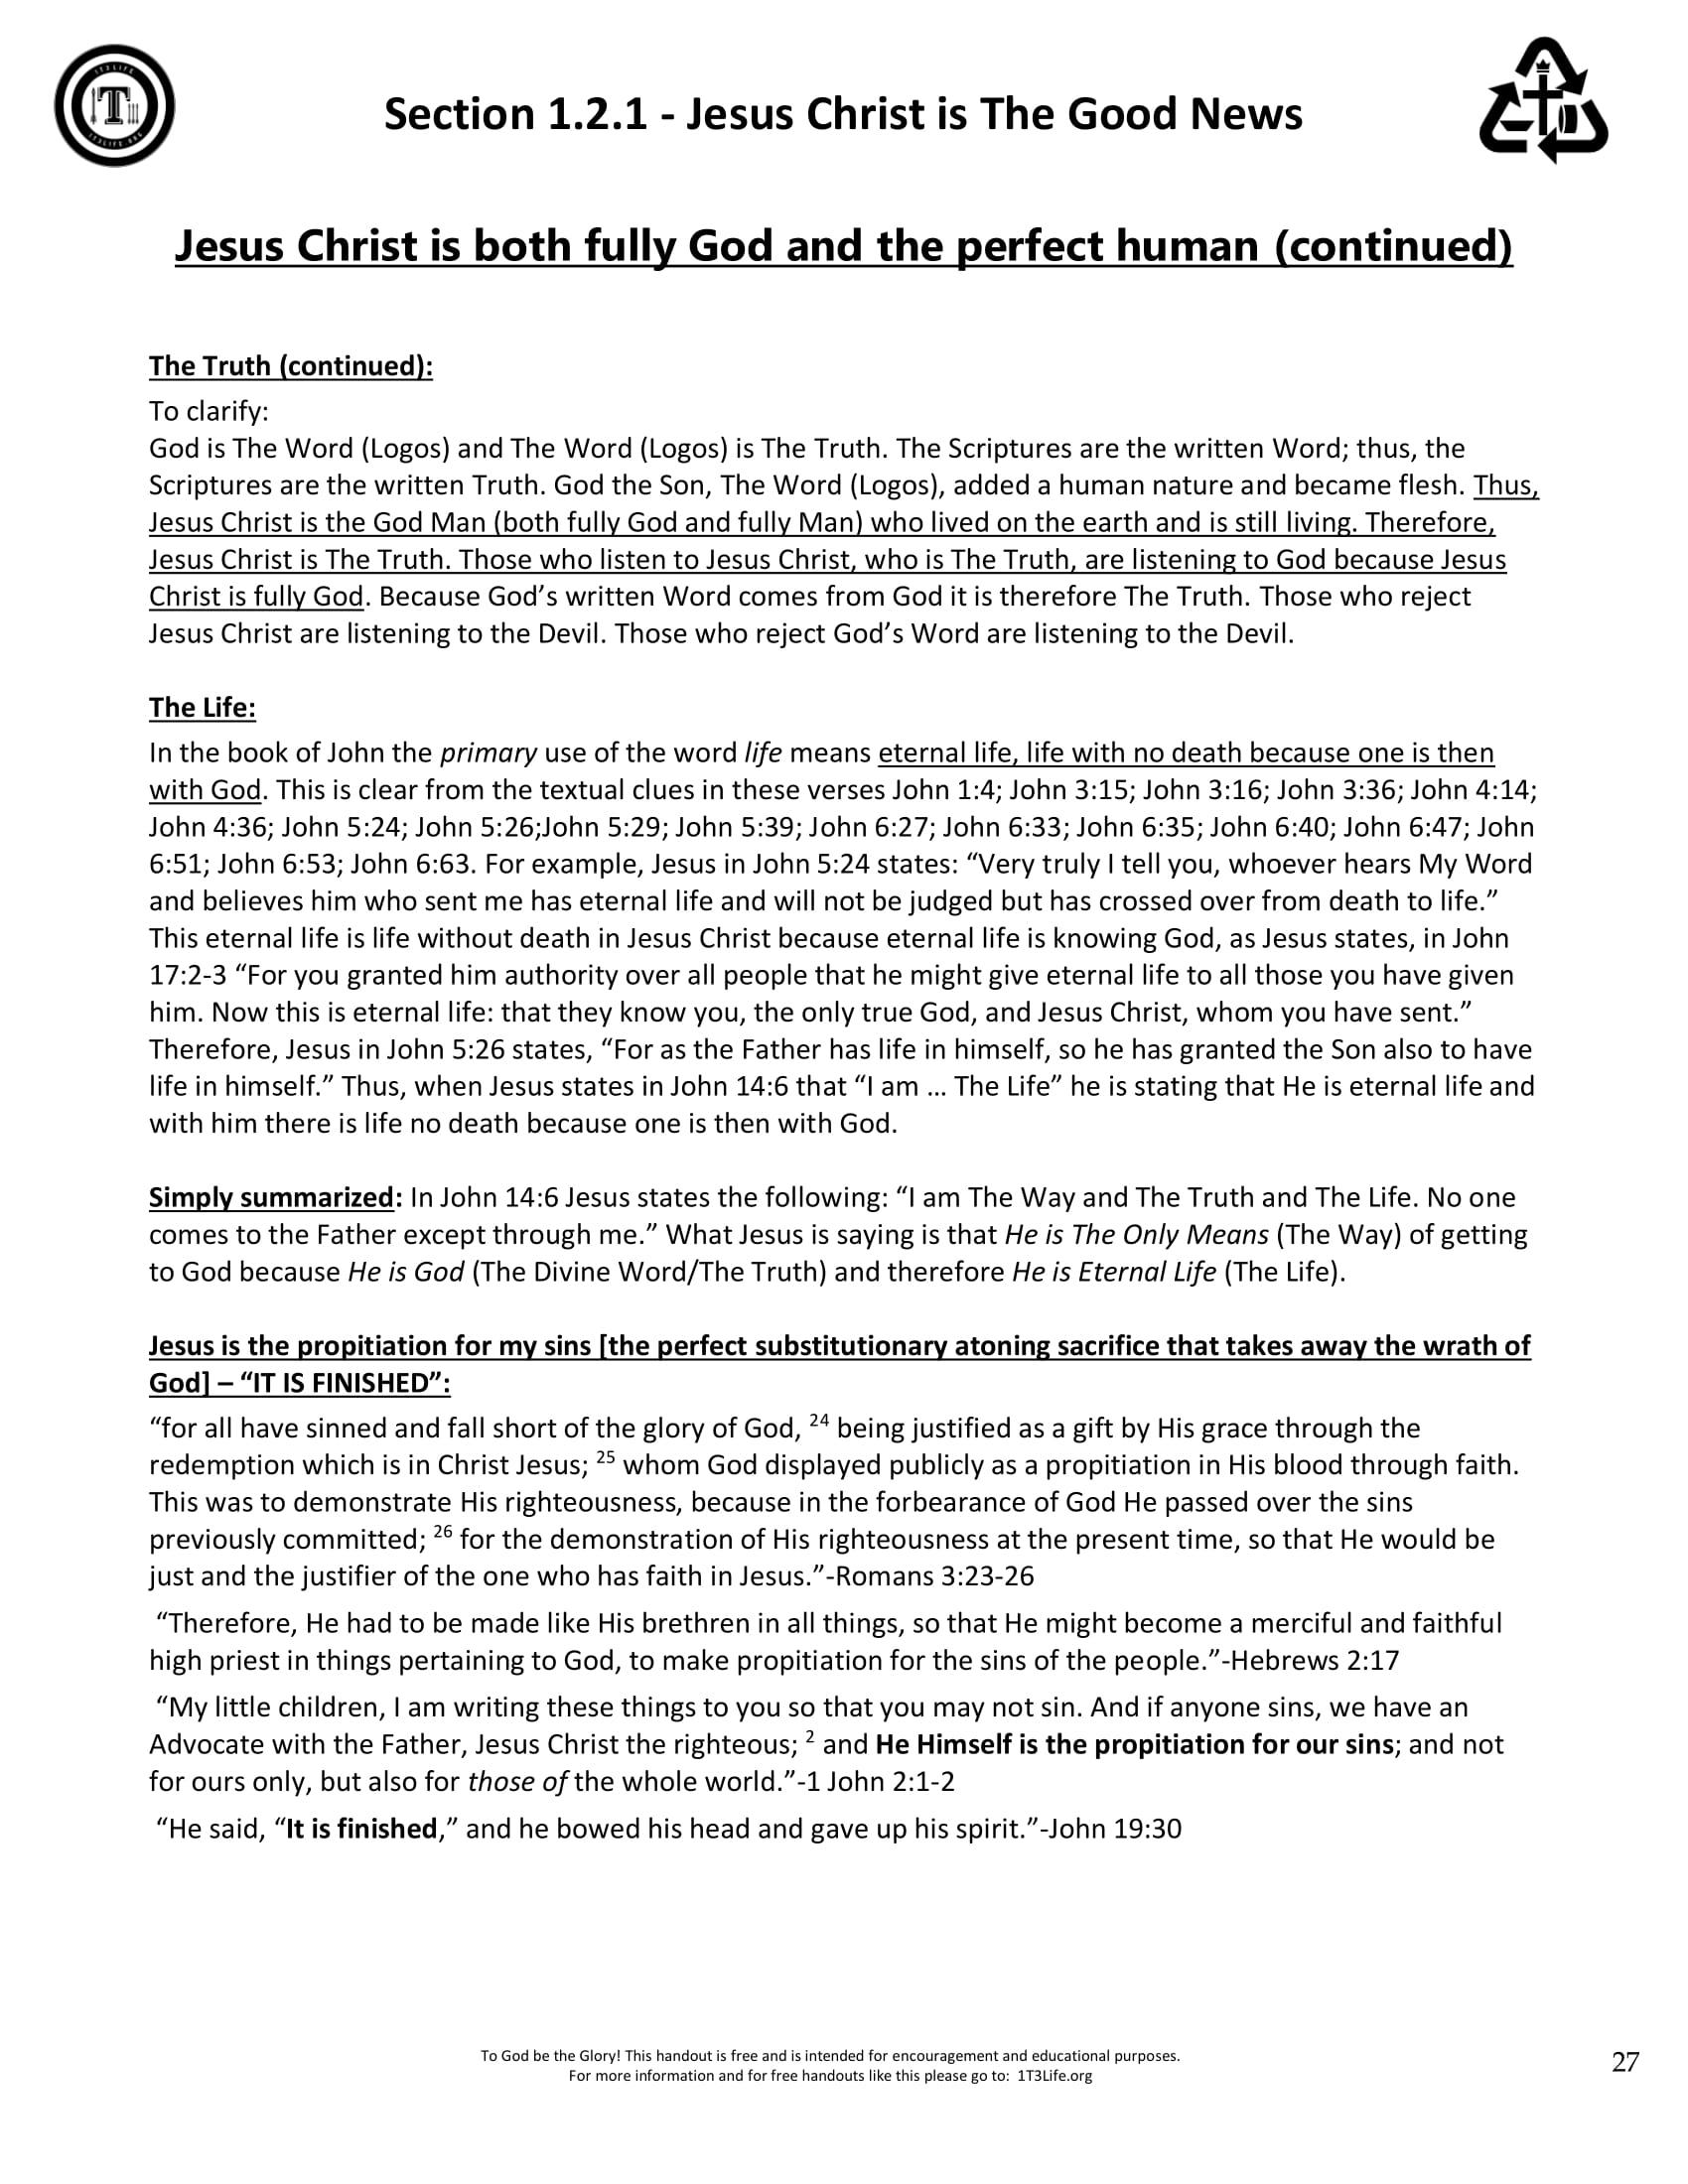 Section 1.2.1 - Jesus Christ is The Good News
Jesus Christ is both fully God and the perfect human (continued)
The Truth (continued):
To clarify:
God is The Word (Logos) and The Word (Logos) is The Truth. The Scriptures are the written Word; thus, the
Scriptures are the written Truth. God the Son, The Word (Logos), added a human nature and became flesh. Thus,
Jesus Christ is the God Man (both fully God and fully Man) who lived on the earth and is still living. Therefore,
Jesus Christ is The Truth. Those who listen to Jesus Christ, who is The Truth, are listening to God because Jesus
Christ is fully God. Because God’s written Word comes from God it is therefore The Truth. Those who reject
Jesus Christ are listening to the Devil. Those who reject God’s Word are listening to the Devil.
The Life:
In the book of John the primary use of the word life means eternal life, life with no death because one is then
with God. This is clear from the textual clues in these verses John 1:4; John 3:15; John 3:16; John 3:36; John 4:14;
John 4:36; John 5:24; John 5:26;John 5:29; John 5:39; John 6:27; John 6:33; John 6:35; John 6:40; John 6:47; John
6:51; John 6:53; John 6:63. For example, Jesus in John 5:24 states: “Very truly I tell you, whoever hears My Word
and believes him who sent me has eternal life and will not be judged but has crossed over from death to life.”
This eternal life is life without death in Jesus Christ because eternal life is knowing God, as Jesus states, in John
17:2-3 “For you granted him authority over all people that he might give eternal life to all those you have given
him. Now this is eternal life: that they know you, the only true God, and Jesus Christ, whom you have sent.”
Therefore, Jesus in John 5:26 states, “For as the Father has life in himself, so he has granted the Son also to have
life in himself.” Thus, when Jesus states in John 14:6 that “I am … The Life” he is stating that He is eternal life and
with him there is life no death because one is then with God.
Simply summarized: In John 14:6 Jesus states the following: “I am The Way and The Truth and The Life. No one
comes to the Father except through me.” What Jesus is saying is that He is The Only Means (The Way) of getting
to God because He is God (The Divine Word/The Truth) and therefore He is Eternal Life (The Life).
Jesus is the propitiation for my sins [the perfect substitutionary atoning sacrifice that takes away the wrath of
God] – “IT IS FINISHED”:
“for all have sinned and fall short of the glory of God, 24 being justified as a gift by His grace through the
redemption which is in Christ Jesus; 25 whom God displayed publicly as a propitiation in His blood through faith.
This was to demonstrate His righteousness, because in the forbearance of God He passed over the sins
previously committed; 26 for the demonstration of His righteousness at the present time, so that He would be
just and the justifier of the one who has faith in Jesus.”-Romans 3:23-26
“Therefore, He had to be made like His brethren in all things, so that He might become a merciful and faithful
high priest in things pertaining to God, to make propitiation for the sins of the people.”-Hebrews 2:17
“My little children, I am writing these things to you so that you may not sin. And if anyone sins, we have an
Advocate with the Father, Jesus Christ the righteous; 2 and He Himself is the propitiation for our sins; and not
for ours only, but also for those of the whole world.”-1 John 2:1-2
“He said, “It is finished,” and he bowed his head and gave up his spirit.”-John 19:30
To God be the Glory! This handout is free and is intended for encouragement and educational purposes.
For more information and for free handouts like this please go to: 1T3Life.org
27